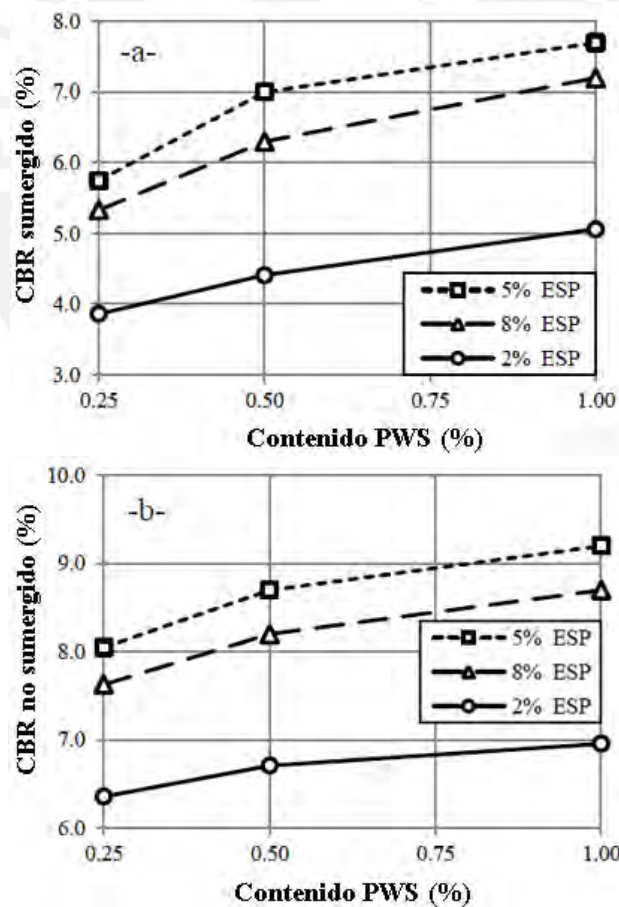 8.0
-a-
7.0
6.0
5.0
4.0
3.0
CBR sumergido (%)
5% ESP
8% ESP
2% ESP
0.25 0.50 0.75 1.00
Contenido PWS (%)
10.0
-b-
9.0
8.0
7.0
6.0
CBR no sumergido (%)
5% ESP
8% ESP
2% ESP
0.25 0.50 0.75 1.00
Contenido PWS (%)